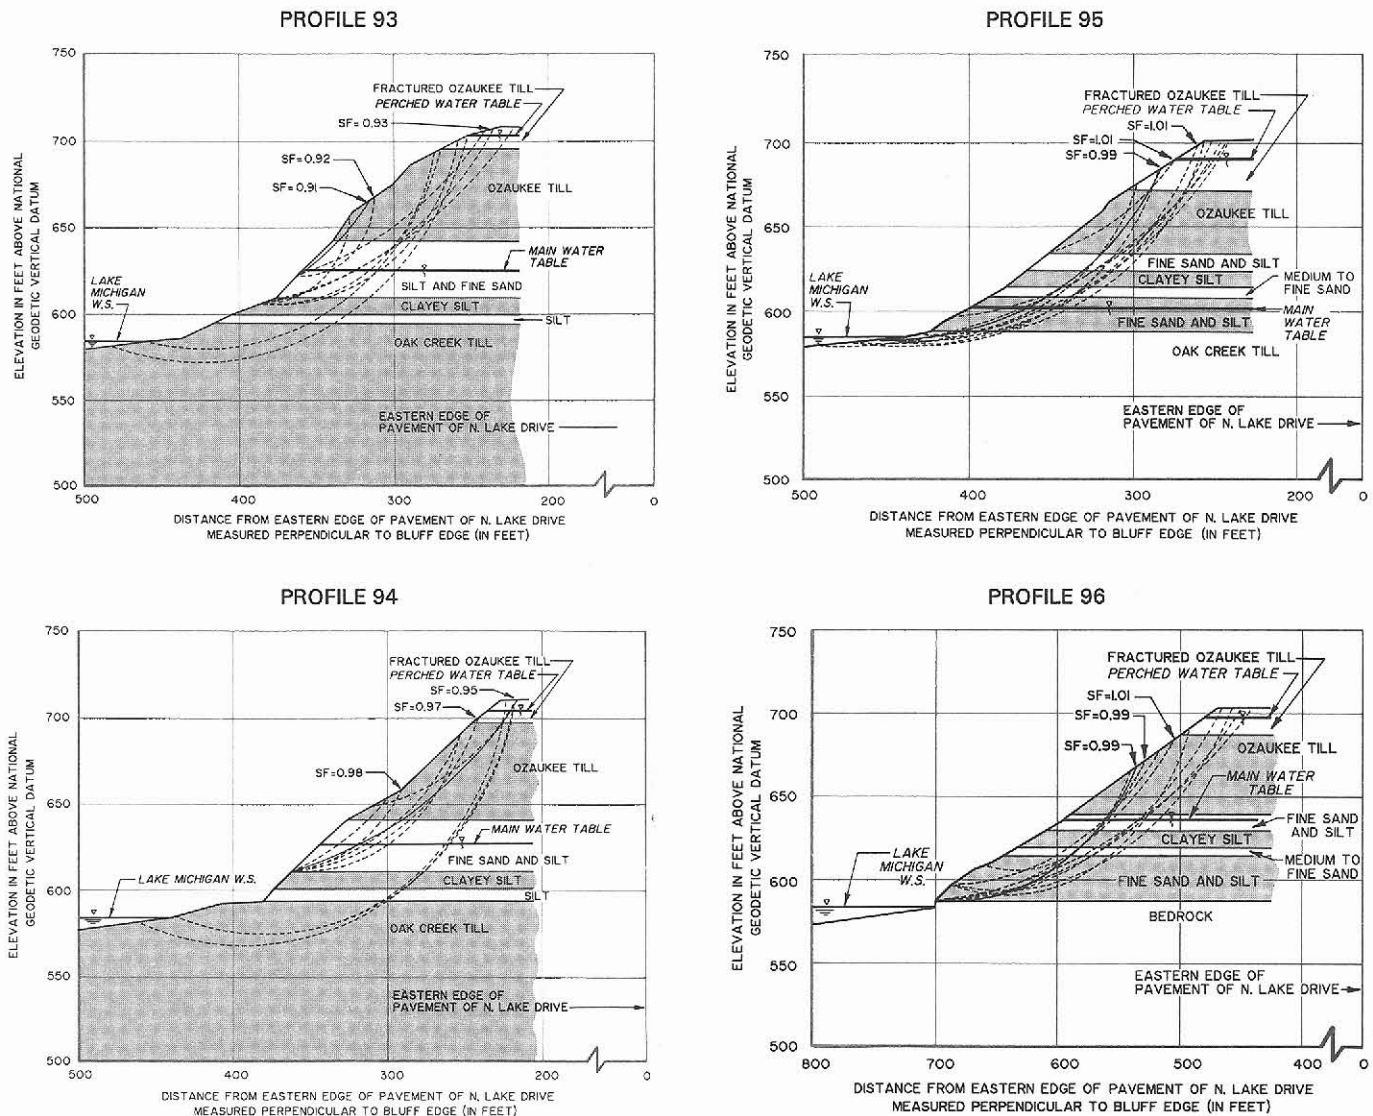 PROFILE 93
750
700
650
600
550
500
ELEVATION IN FEET ABOVE NATIONAL
GEODETIC VERTICAL DATUM
FRACTURED OZAUKEE TILL
PERCHED WATER TABLE
SF=0.93
SF=0.92
SF=0.91
OZAUKEE TILL
MAIN WATER
TABLE
LAKE
MICHIGAN
W.S.
SILT AND FINE SAND
CLAYEY SILT
SILT
OAK CREEK TILL
EASTERN EDGE OF
PAVEMENT OF N. LAKE DRIVE
500
400
300
200
0
DISTANCE FROM EASTERN EDGE OF PAVEMENT OF N. LAKE DRIVE
MEASURED PERPENDICULAR TO BLUFF EDGE (IN FEET)
PROFILE 95
750
700
650
600
550
500
ELEVATION IN FEET ABOVE NATIONAL
GEODETIC VERTICAL DATUM
FRACTURED OZAUKEE TILL
PERCHED WATER TABLE
SF=1.01
SF=1.01
SF=0.99
OZAUKEE TILL
FINE SAND AND SILT
LAKE
MICHIGAN
W.S.
CLAYEY SILT
MEDIUM TO
FINE SAND
MAIN
WATER
TABLE
FINE SAND AND SILT
OAK CREEK TILL
EASTERN EDGE OF
PAVEMENT OF N. LAKE DRIVE
500
400
300
200
0
DISTANCE FROM EASTERN EDGE OF PAVEMENT OF N. LAKE DRIVE
MEASURED PERPENDICULAR TO BLUFF EDGE (IN FEET)
PROFILE 94
750
700
650
600
550
500
ELEVATION IN FEET ABOVE NATIONAL
GEODETIC VERTICAL DATUM
FRACTURED OZAUKEE TILL
PERCHED WATER TABLE
SF=0.95
SF=0.97
SF=0.98
OZAUKEE TILL
MAIN WATER TABLE
FINE SAND AND SILT
CLAYEY SILT
LAKE MICHIGAN W.S.
SILT
OAK CREEK TILL
EASTERN EDGE OF
PAVEMENT OF N. LAKE DRIVE
500
400
300
200
0
DISTANCE FROM EASTERN EDGE OF PAVEMENT OF N. LAKE DRIVE
MEASURED PERPENDICULAR TO BLUFF EDGE (IN FEET)
PROFILE 96
750
700
650
600
550
500
ELEVATION IN FEET ABOVE NATIONAL
GEODETIC VERTICAL DATUM
FRACTURED OZAUKEE TILL
PERCHED WATER TABLE
SF=1.01
SF=0.99
SF=0.99
OZAUKEE TILL
MAIN WATER
TABLE
FINE SAND
AND SILT
CLAYEY SILT
LAKE
MICHIGAN
W.S.
MEDIUM TO
FINE SAND
FINE SAND AND SILT
BEDROCK
EASTERN EDGE OF
PAVEMENT OF N. LAKE DRIVE
800
700
600
500
400
0
DISTANCE FROM EASTERN EDGE OF PAVEMENT OF N. LAKE DRIVE
MEASURED PERPENDICULAR TO BLUFF EDGE (IN FEET)